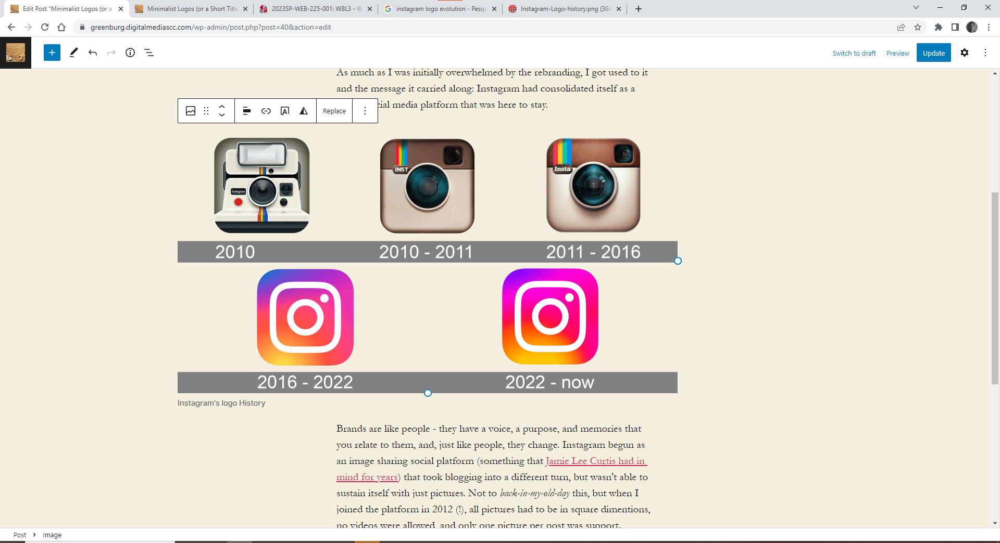 Edit Post “Minimalist Logos (or a
Minimalist Logos (or a Short Title
2023SP-WEB-225-001: W8L3 - W
instagram logo evolution - Pesqu
Instagram-Logo-history.png (384
greenburg.digitalmediascc.com/wp-admin/post.php?post=40&action=edit
Switch to draft
Preview
Update
As much as I was initially overwhelmed by the rebranding, I got used to it
and the message it carried along: Instagram had consolidated itself as a
cial media platform that was here to stay.
Replace
Instagram
INST
Insta
2010
2010 - 2011
2011 - 2016
2016 - 2022
2022 - now
Instagram's logo History
Brands are like people - they have a voice, a purpose, and memories that
you relate to them, and, just like people, they change. Instagram begun as
an image sharing social platform (something that Jamie Lee Curtis had in
mind for years) that took blogging into a different turn, but wasn't able to
sustain itself with just pictures. Not to back-in-my-old-day this, but when I
joined the platform in 2012 (!), all pictures had to be in square dimentions,
no videos were allowed, and only one picture per post was support.
Post
Image